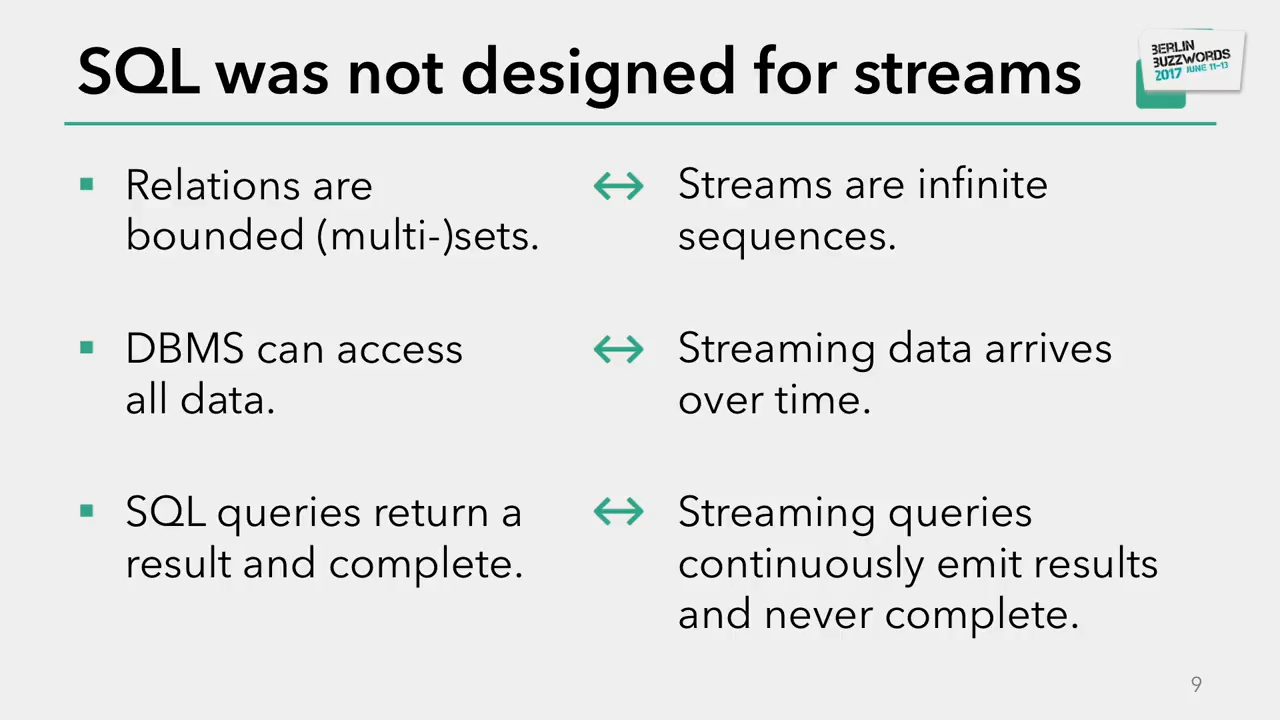 SQL was not designed for streams
BERLIN
BUZZWORDS
2017 JUNE 11-13
▪ Relations are
bounded (multi-)sets.
↔ Streams are infinite
sequences.
▪ DBMS can access
all data.
↔ Streaming data arrives
over time.
▪ SQL queries return a
result and complete.
↔ Streaming queries
continuously emit results
and never complete.
9